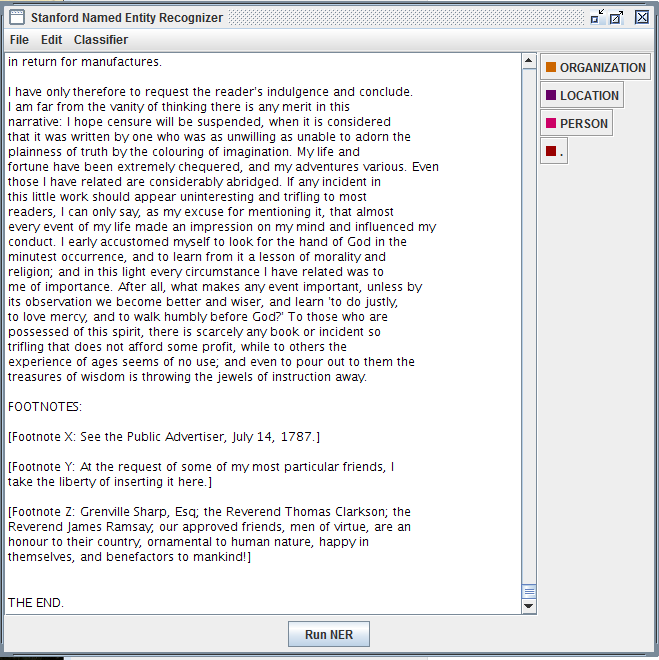 Stanford Named Entity Recognizer
File Edit Classifier
in return for manufactures.
I have only therefore to request the reader's indulgence and conclude.
I am far from the vanity of thinking there is any merit in this
narrative: I hope censure will be suspended, when it is considered
that it was written by one who was as unwilling as unable to adorn the
plainness of truth by the colouring of imagination. My life and
fortune have been extremely chequered, and my adventures various. Even
those I have related are considerably abridged. If any incident in
this little work should appear uninteresting and trifling to most
readers, I can only say, as my excuse for mentioning it, that almost
every event of my life made an impression on my mind and influenced my
conduct. I early accustomed myself to look for the hand of God in the
minutest occurrence, and to learn from it a lesson of morality and
religion; and in this light every circumstance I have related was to
me of importance. After all, what makes any event important, unless by
its observation we become better and wiser, and learn 'to do justly,
to love mercy, and to walk humbly before God?' To those who are
possessed of this spirit, there is scarcely any book or incident so
trifling that does not afford some profit, while to others the
experience of ages seems of no use; and even to pour out to them the
treasures of wisdom is throwing the jewels of instruction away.
FOOTNOTES:
[Footnote X: See the Public Advertiser, July 14, 1787.]
[Footnote Y: At the request of some of my most particular friends, I
take the liberty of inserting it here.]
[Footnote Z: Grenville Sharp, Esq; the Reverend Thomas Clarkson; the
Reverend James Ramsay; our approved friends, men of virtue, are an
honour to their country, ornamental to human nature, happy in
themselves, and benefactors to mankind!]
THE END.
ORGANIZATION
LOCATION
PERSON
.
Run NER